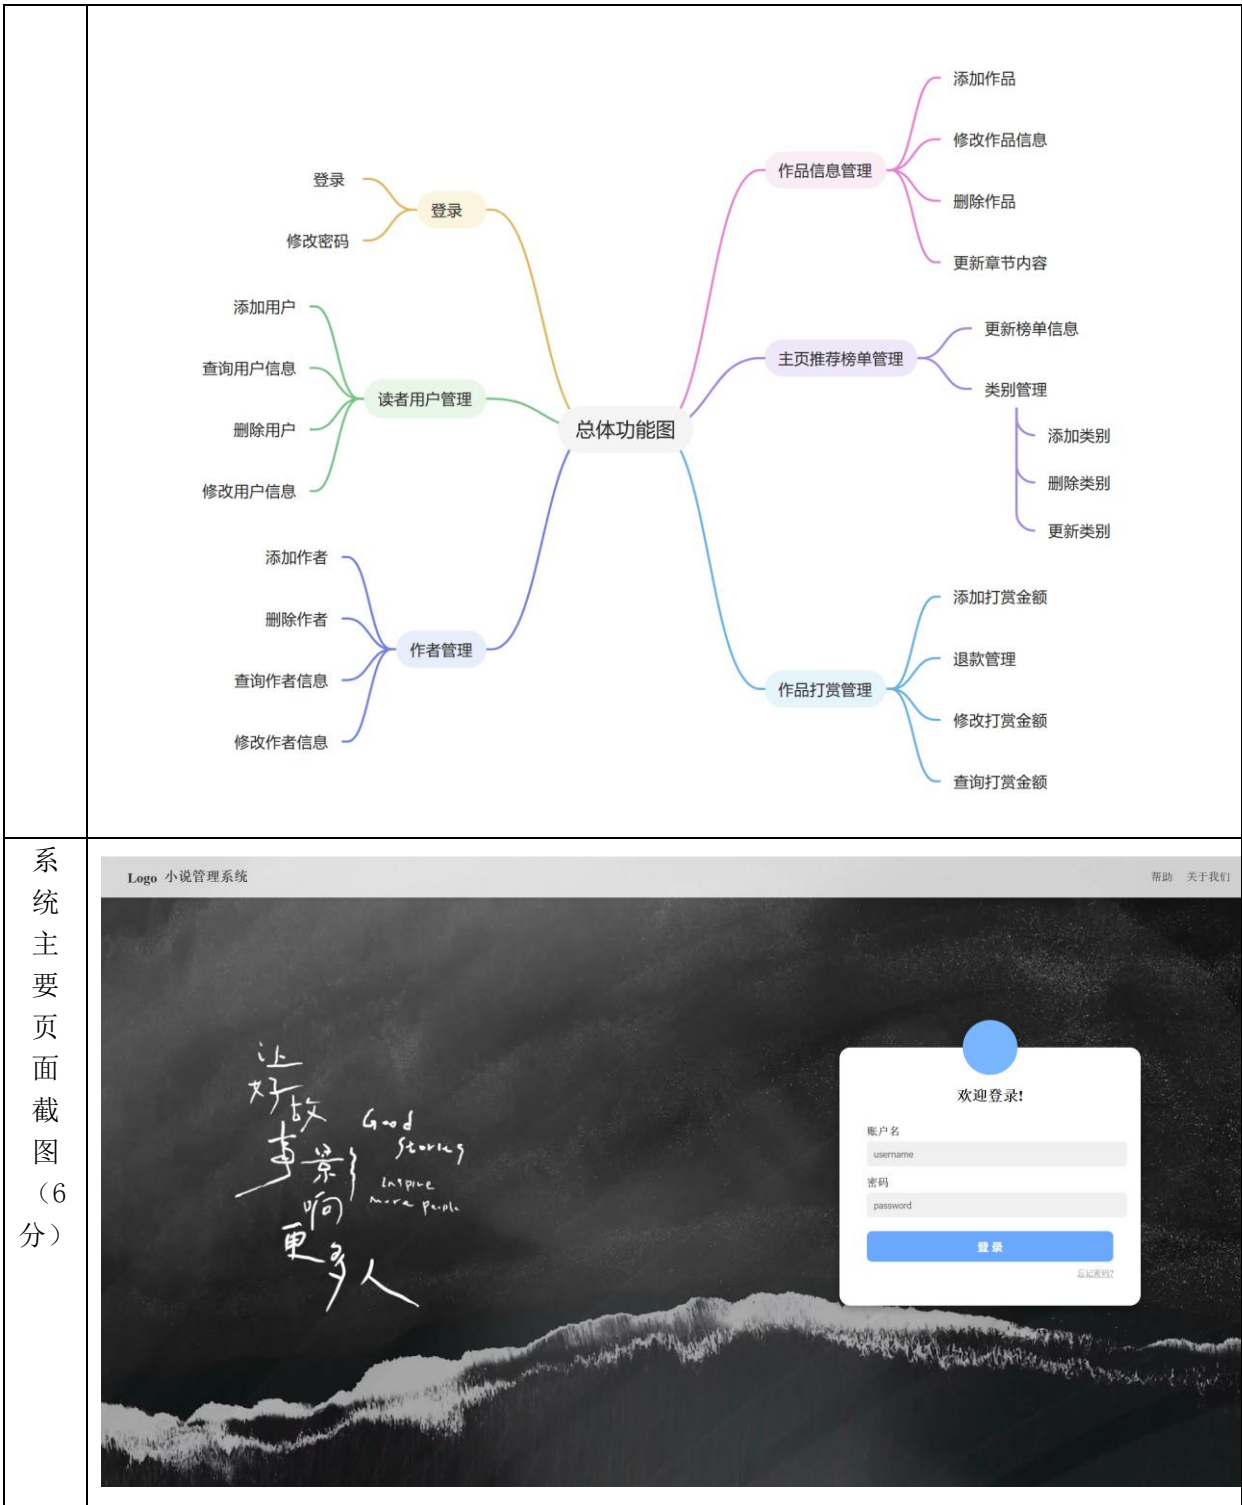 总体功能图
登录
登录
修改密码
读者用户管理
添加用户
查询用户信息
删除用户
修改用户信息
作者管理
添加作者
删除作者
查询作者信息
修改作者信息
作品信息管理
添加作品
修改作品信息
删除作品
更新章节内容
主页推荐榜单管理
更新榜单信息
类别管理
添加类别
删除类别
更新类别
作品打赏管理
添加打赏金额
退款管理
修改打赏金额
查询打赏金额
系
统
主
要
页
面
截
图
（6
分）
Logo 小说管理系统
帮助 关于我们
让
好故
事景
响
更多人
Good
Stories
Inspire
more people
欢迎登录!
账户名
username
密码
password
登 录
忘记密码?